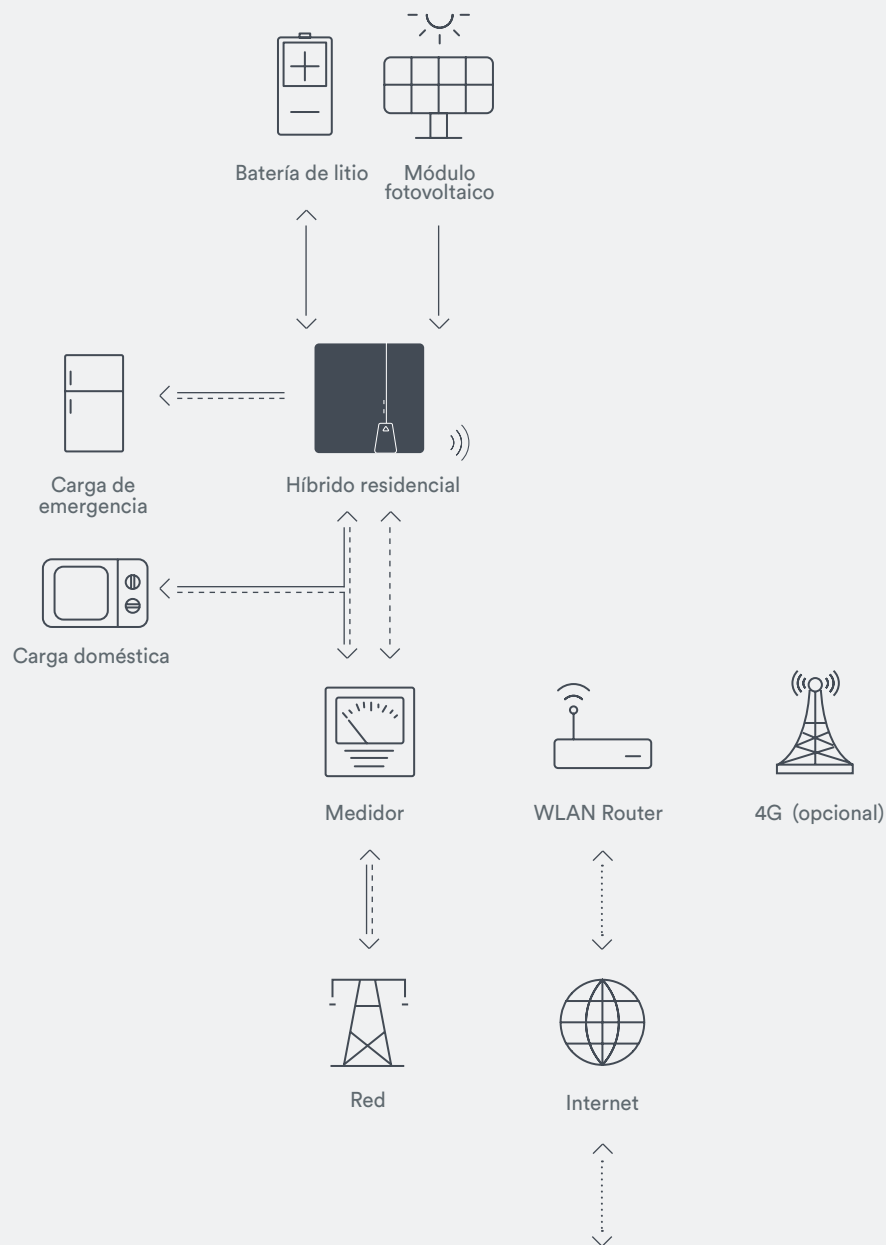 Batería de litio
Módulo
fotovoltaico
Carga de
emergencia
Híbrido residencial
Carga doméstica
Medidor
WLAN Router
4G (opcional)
Red
Internet